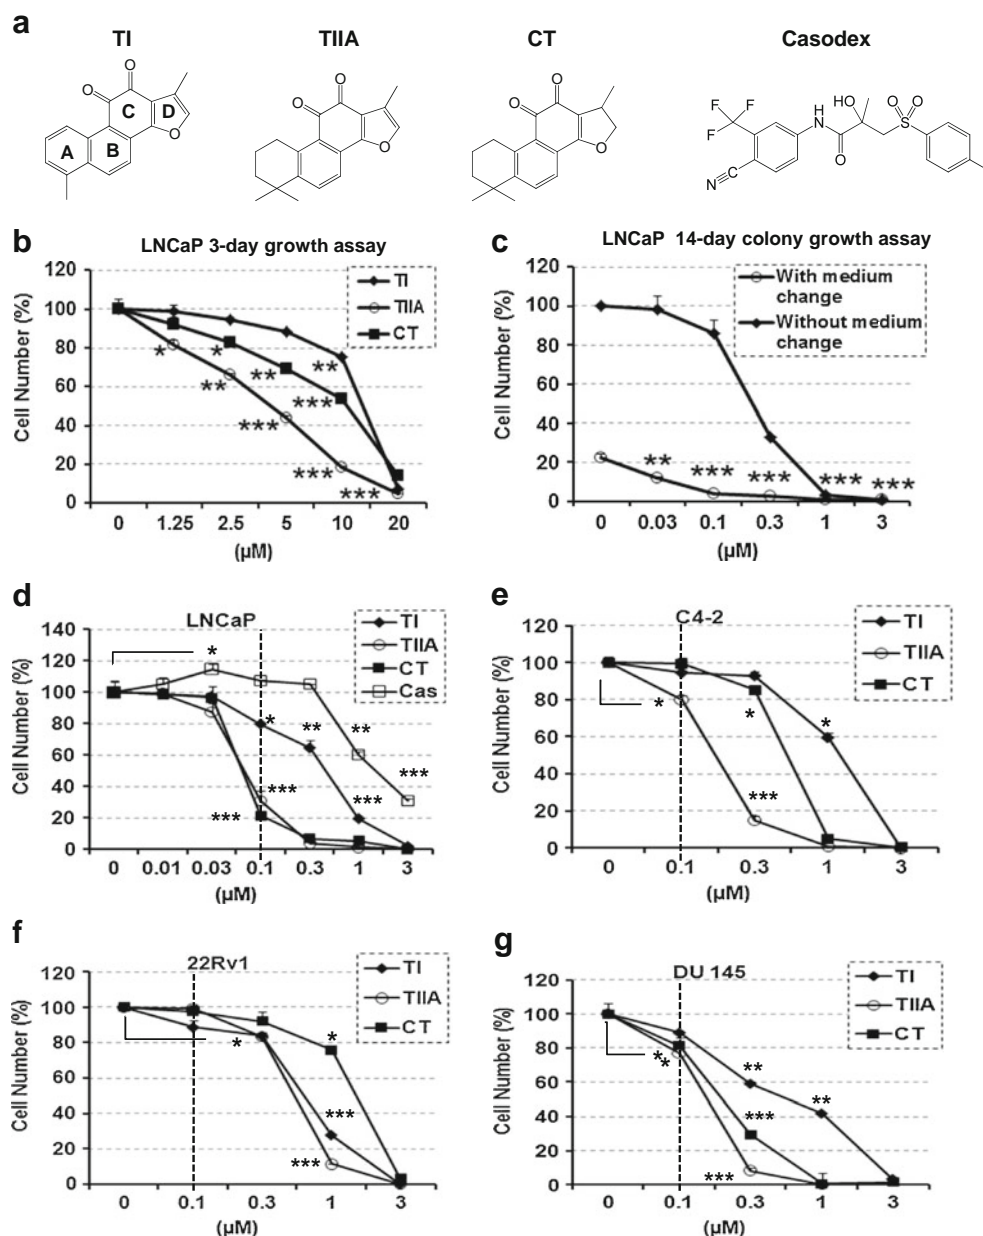 a
TI
TIIA
CT
Casodex
O
O
O
A
B
C
D
O
O
O
O
O
O
F
F
F
N
H
N
O
HO
O
O
S
b
LNCaP 3-day growth assay
Cell Number (%)
120
100
80
60
40
20
0
TI
TIIA
CT
*
*
**
**
**
***
***
***
***
0 1.25 2.5 5 10 20
(µM)
c
LNCaP 14-day colony growth assay
Cell Number (%)
120
100
80
60
40
20
0
With medium
change
Without medium
change
**
***
***
***
***
0 0.03 0.1 0.3 1 3
(µM)
d
LNCaP
Cell Number (%)
140
120
100
80
60
40
20
0
TI
TIIA
CT
Cas
*
*
**
**
***
***
***
***
0 0.01 0.03 0.1 0.3 1 3
(µM)
e
C4-2
Cell Number (%)
120
100
80
60
40
20
0
TI
TIIA
CT
*
*
*
***
0 0.1 0.3 1 3
(µM)
f
22Rv1
Cell Number (%)
120
100
80
60
40
20
0
TI
TIIA
CT
*
*
***
***
0 0.1 0.3 1 3
(µM)
g
DU 145
Cell Number (%)
120
100
80
60
40
20
0
TI
TIIA
CT
*
*
**
**
***
***
0 0.1 0.3 1 3
(µM)